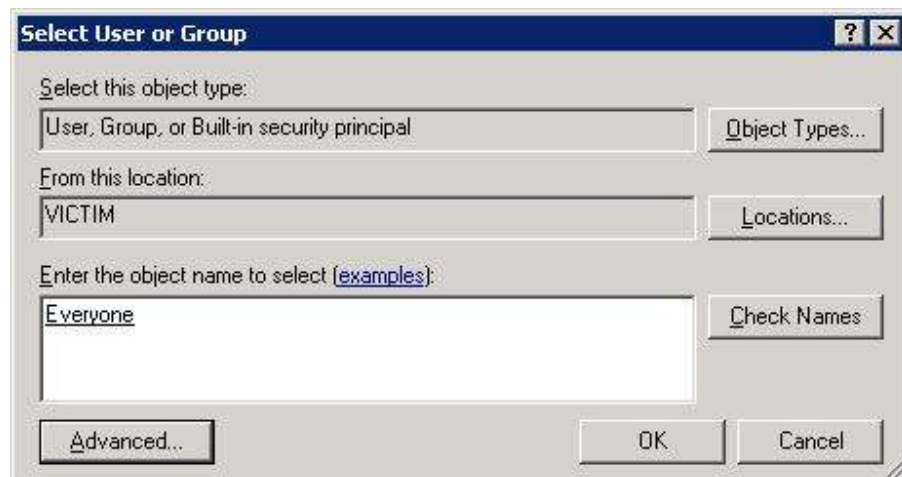 Select User or Group
Select this object type:
User, Group, or Built-in security principal
Object Types...
From this location:
VICTIM
Locations...
Enter the object name to select (examples):
Everyone
Check Names
Advanced...
OK
Cancel